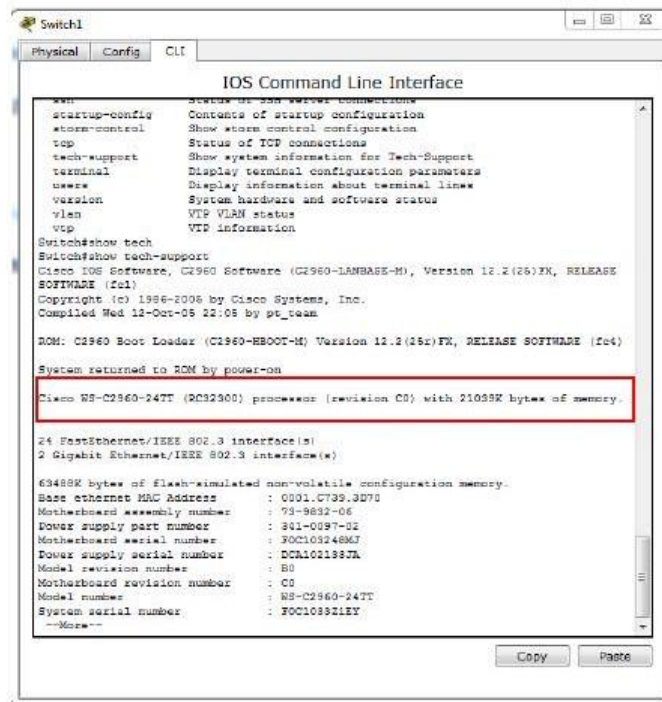 Switch1
Physical Config CLI
IOS Command Line Interface
ssh Status of SSH server connections
startup-config Contents of startup configuration
storm-control Show storm control configuration
tcp Status of TCP connections
tech-support Show system information for Tech-Support
terminal Display terminal configuration parameters
users Display information about terminal lines
version System hardware and software status
vlan VTP VLAN status
vtp VTP information
Switch#show tech
Switch#show tech-support
Cisco IOS Software, C2960 Software (C2960-LANBASE-M), Version 12.2(25)FX, RELEASE
SOFTWARE (fc1)
Copyright (c) 1986-2005 by Cisco Systems, Inc.
Compiled Wed 12-Oct-05 22:05 by pt_team
ROM: C2960 Boot Loader (C2960-HBOOT-M) Version 12.2(25r)FX, RELEASE SOFTWARE (fc4)
System returned to ROM by power-on
Cisco WS-C2960-24TT (RC32300) processor (revision C0) with 21039K bytes of memory.
24 FastEthernet/IEEE 802.3 interface(s)
2 Gigabit Ethernet/IEEE 802.3 interface(s)
63488K bytes of flash-simulated non-volatile configuration memory.
Base ethernet MAC Address : 0001.C739.3D70
Motherboard assembly number : 73-9832-06
Power supply part number : 341-0097-02
Motherboard serial number : FOC103248MJ
Power supply serial number : DCA102133JA
Model revision number : B0
Motherboard revision number : C0
Model number : WS-C2960-24TT
System serial number : FOC1033Z1EY
--More--
Copy Paste